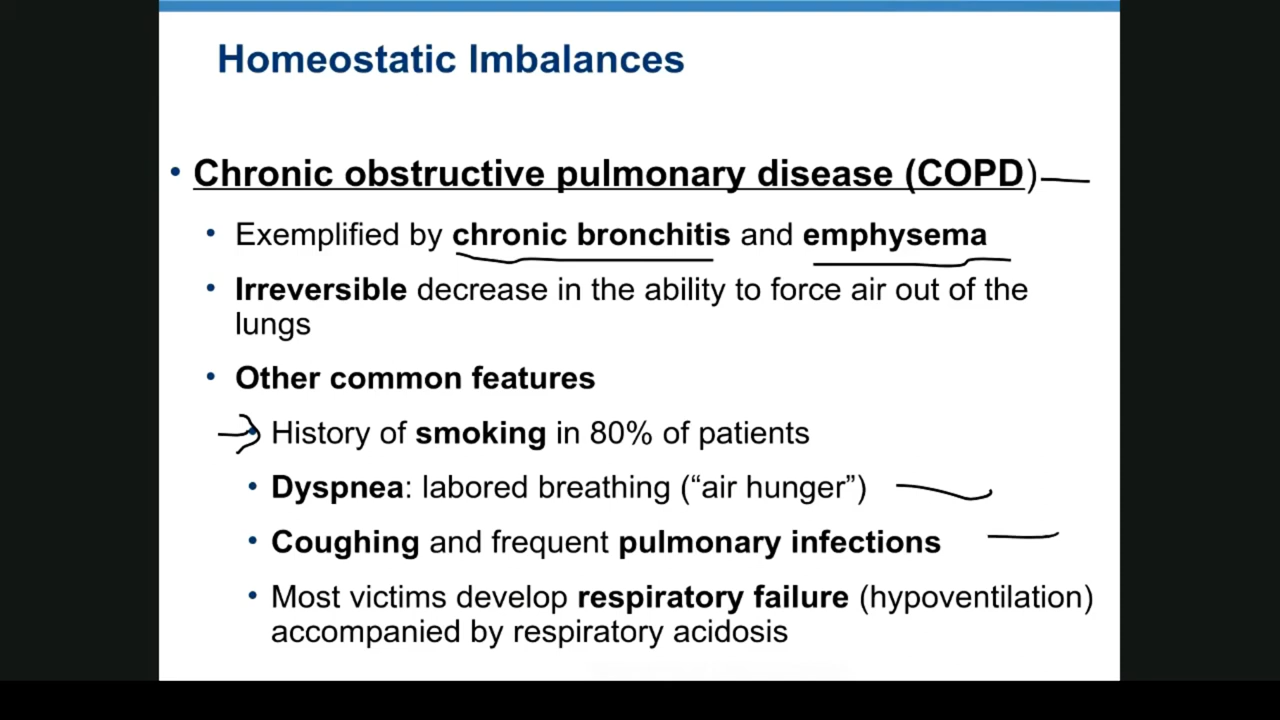 Homeostatic Imbalances
• Chronic obstructive pulmonary disease (COPD)
• Exemplified by chronic bronchitis and emphysema
• Irreversible decrease in the ability to force air out of the
lungs
• Other common features
• History of smoking in 80% of patients
• Dyspnea: labored breathing (“air hunger”)
• Coughing and frequent pulmonary infections
• Most victims develop respiratory failure (hypoventilation)
accompanied by respiratory acidosis